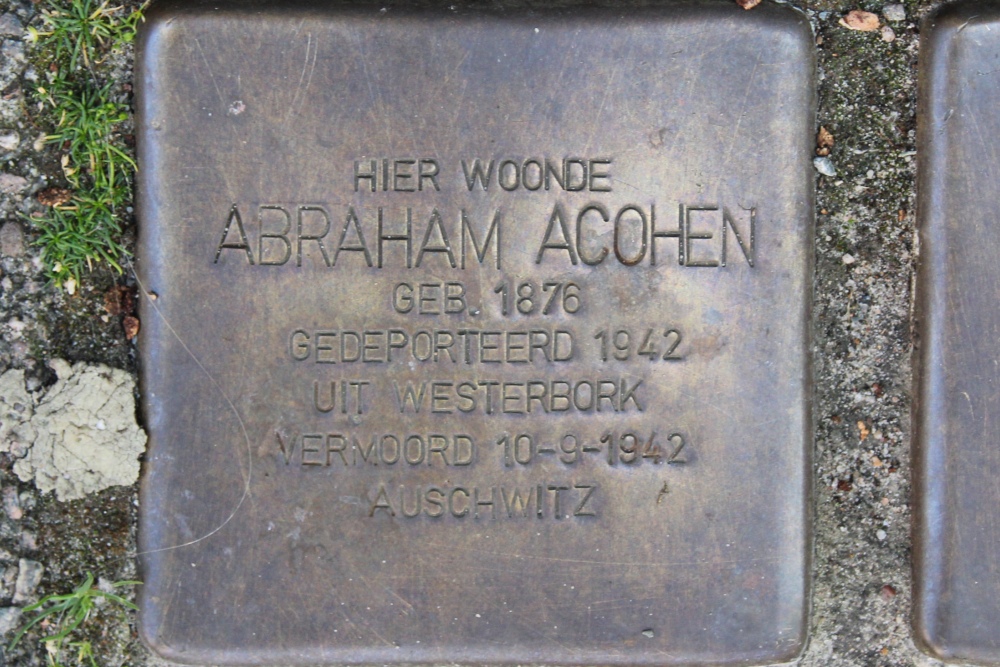 HIER WOONDE
ABRAHAM ACOHEN
GEB. 1876
GEDEPORTEERD 1942
UIT WESTERBORK
VERMOORD 10-9-1942
AUSCHWITZ